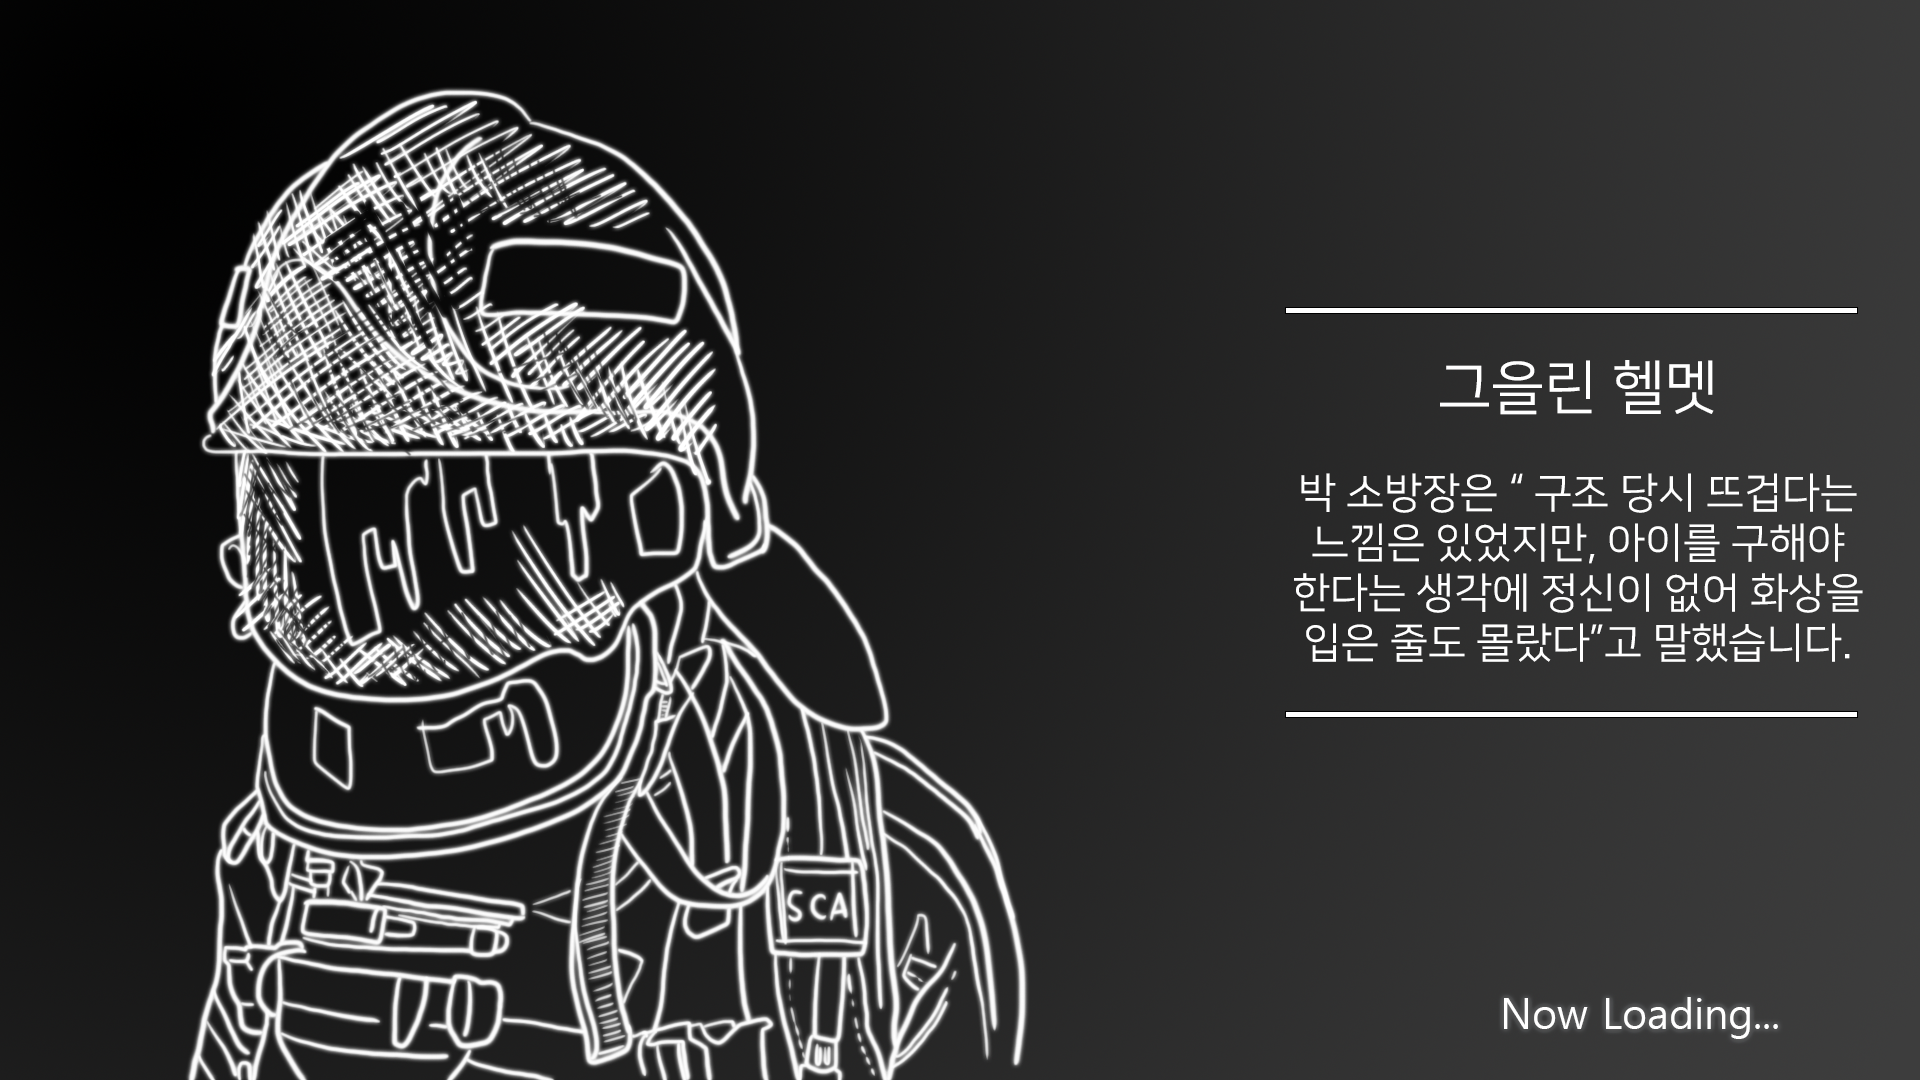 그을린 헬멧
박 소방장은 “ 구조 당시 뜨겁다는
느낌은 있었지만, 아이를 구해야
한다는 생각에 정신이 없어 화상을
입은 줄도 몰랐다”고 말했습니다.
SCA
Now Loading...